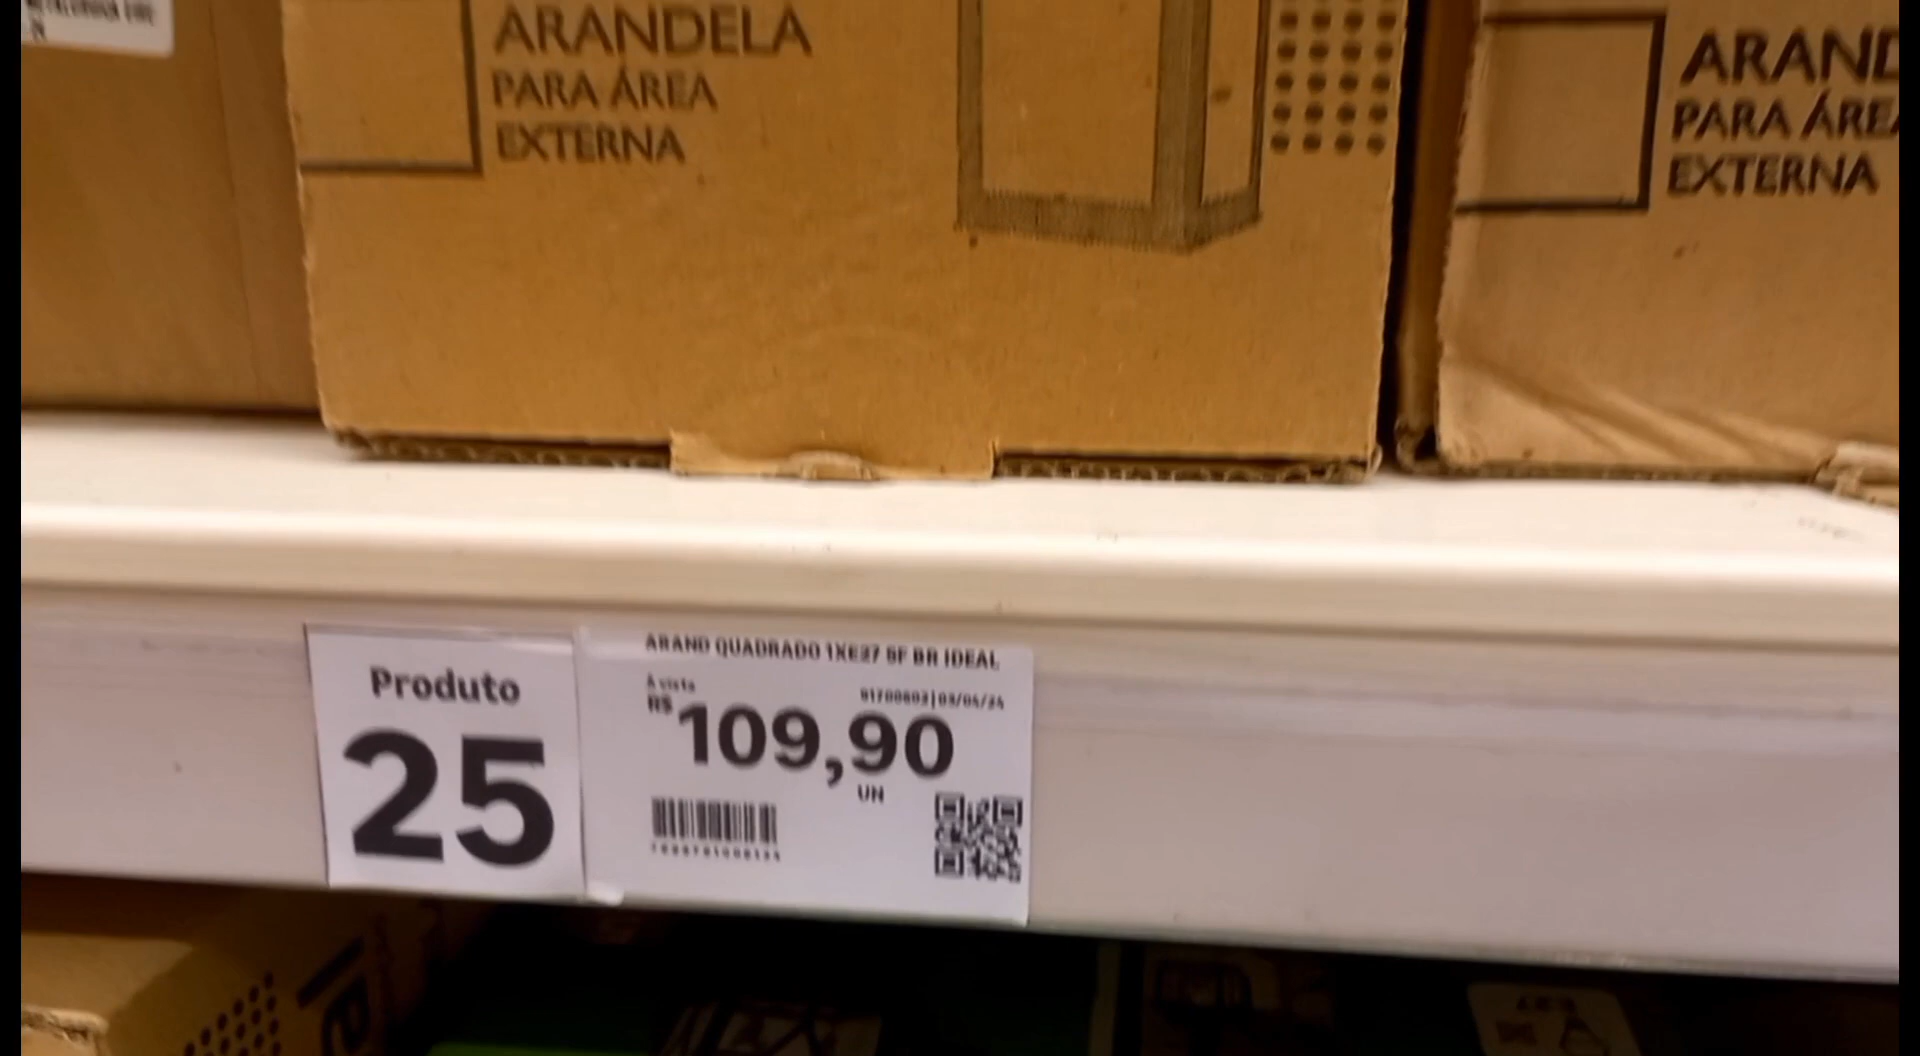 ARANDELA
PARA ÁREA
EXTERNA
ARAND
PARA ÁREA
EXTERNA
Produto
25
ARAND QUADRADO 1XE27 SF BR IDEAL
À vista
R$ 109,90
UN